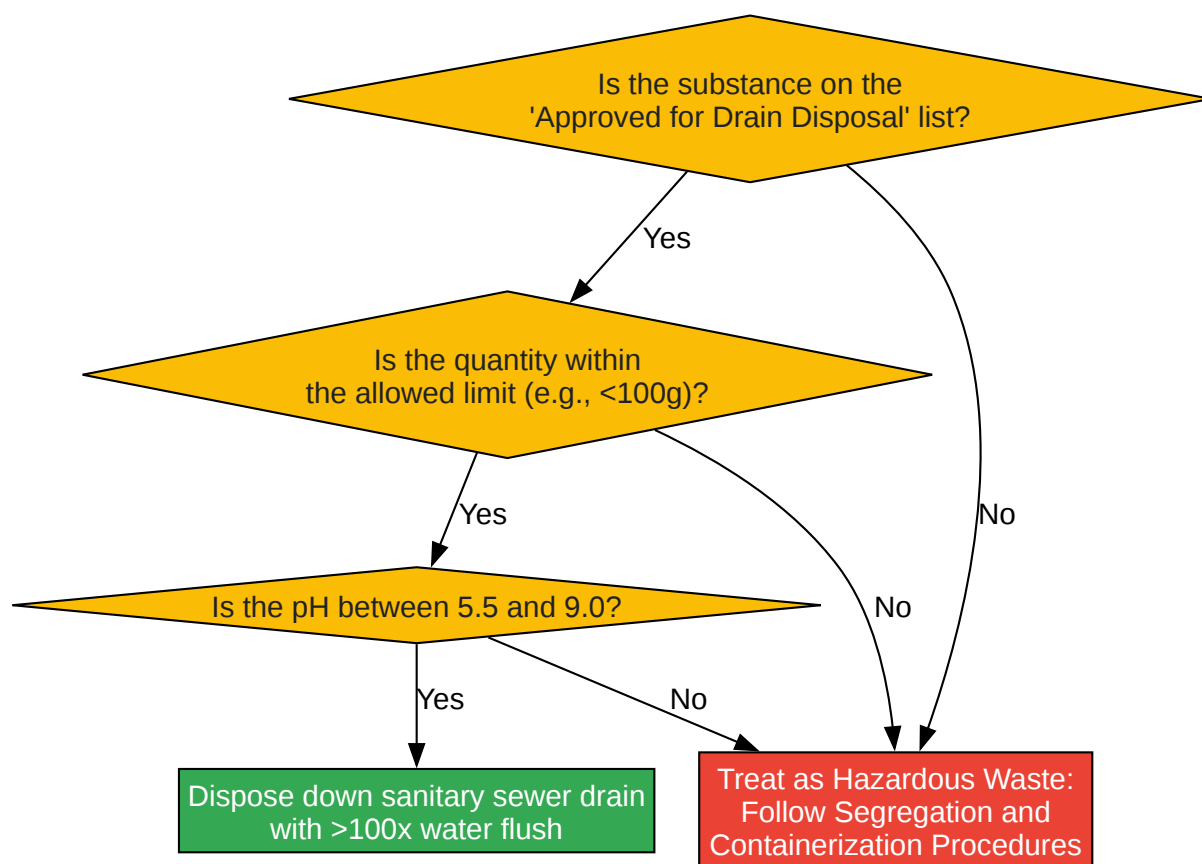 Is the substance on the
'Approved for Drain Disposal' list?
Yes
Is the quantity within
the allowed limit (e.g., <100g)?
Yes
No
Is the pH between 5.5 and 9.0?
No
Yes
No
Dispose down sanitary sewer drain
with >100x water flush
Treat as Hazardous Waste:
Follow Segregation and
Containerization Procedures